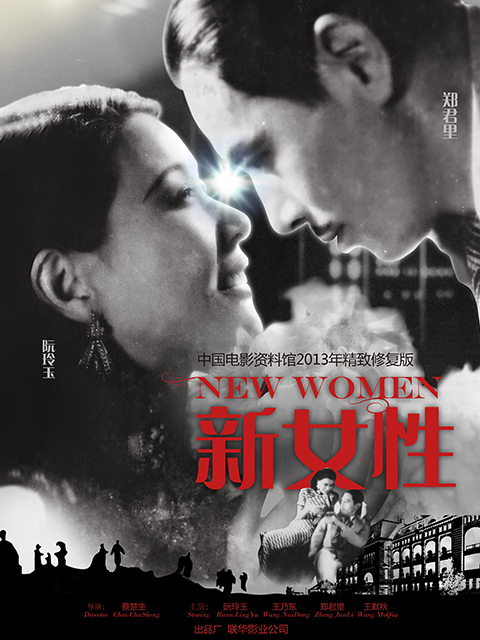 郑君里
阮玲玉
中国电影资料馆2013年精致修复版
NEW WOMEN
新女性
导演: 蔡楚生 主演: 阮玲玉 王乃东 郑君里 王默秋
Director Chai ChuSheng Staring Ruan LingYu Wang NaiDong Zheng JunLi Wang MoQiu
出品厂 联华影业公司